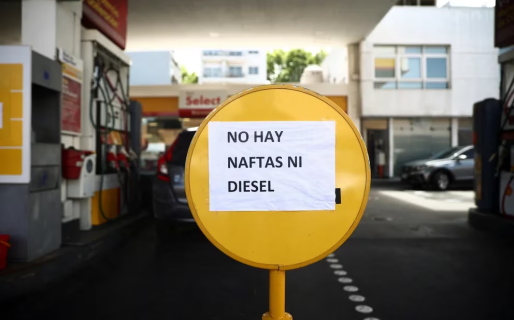 Select
NO HAY
NAFTAS NI
DIESEL